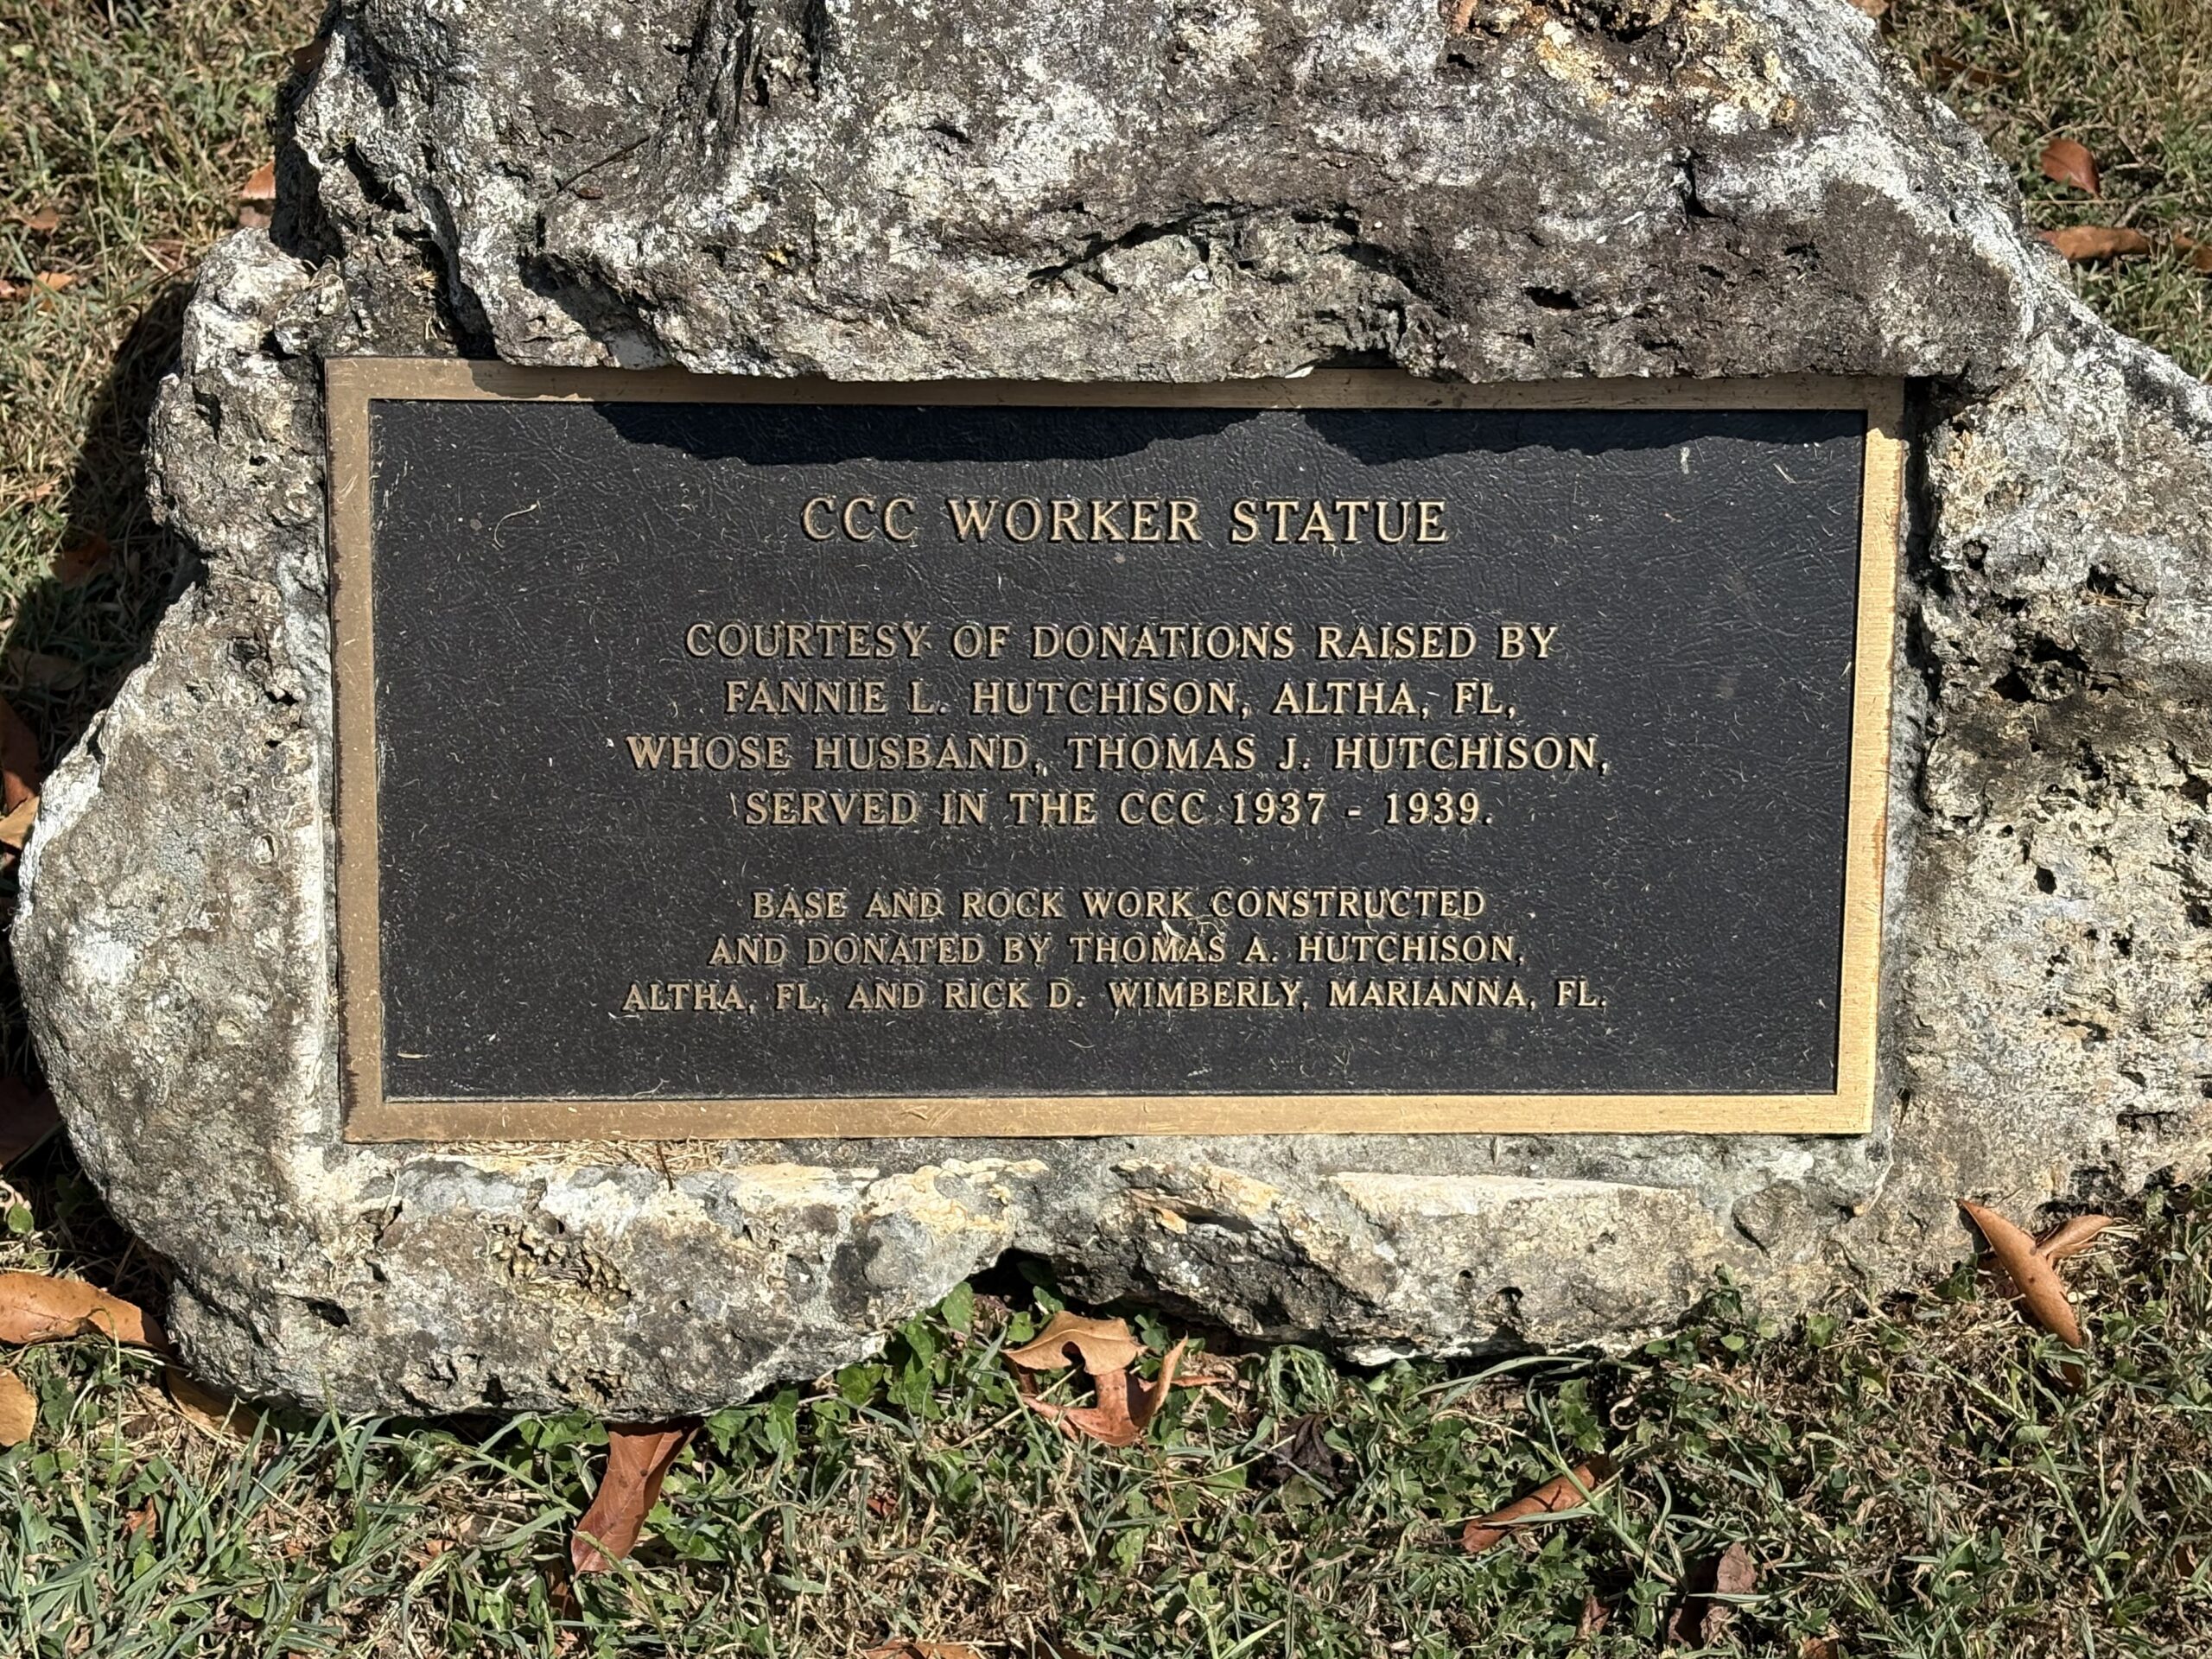 CCC WORKER STATUE
COURTESY OF DONATIONS RAISED BY
FANNIE L. HUTCHISON, ALTHA, FL,
WHOSE HUSBAND, THOMAS J. HUTCHISON,
SERVED IN THE CCC 1937 - 1939.
BASE AND ROCK WORK CONSTRUCTED
AND DONATED BY THOMAS A. HUTCHISON,
ALTHA, FL, AND RICK D. WIMBERLY, MARIANNA, FL.